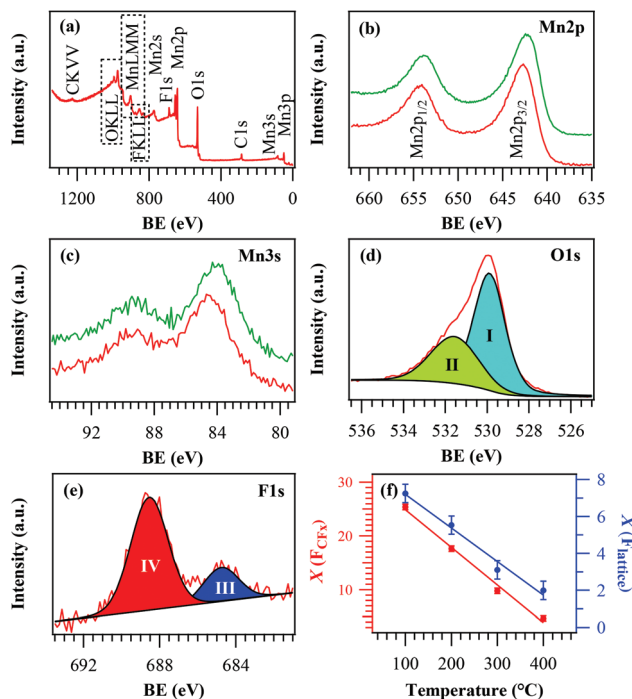 (a)
Intensity (a.u.)
CKVV
OKLL
MnLMM
FKLL
Mn2s
F1s
Mn2p
O1s
C1s
Mn3s
Mn3p
1200 800 400 0
BE (eV)
(b) Mn2p
Intensity (a.u.)
Mn2p1/2
Mn2p3/2
660 655 650 645 640 635
BE (eV)
(c) Mn3s
Intensity (a.u.)
92 88 84 80
BE (eV)
(d) O1s
Intensity (a.u.)
I
II
536 534 532 530 528 526
BE (eV)
(e) F1s
Intensity (a.u.)
IV
III
692 688 684
BE (eV)
(f)
X (FCFx)
30
20
10
X (Flattice)
8
6
4
2
0
100 200 300 400
Temperature (°C)